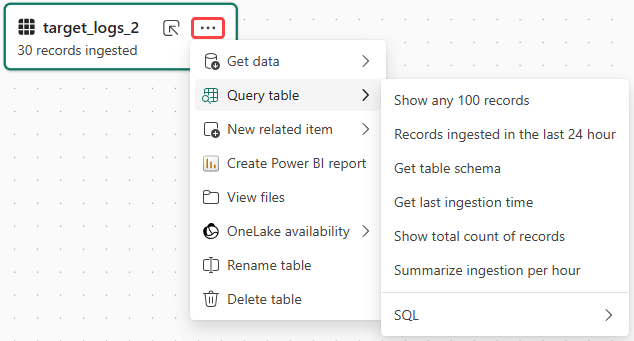 target_logs_2
30 records ingested
Get data
Query table
New related item
Create Power BI report
View files
OneLake availability
Rename table
Delete table
Show any 100 records
Records ingested in the last 24 hour
Get table schema
Get last ingestion time
Show total count of records
Summarize ingestion per hour
SQL